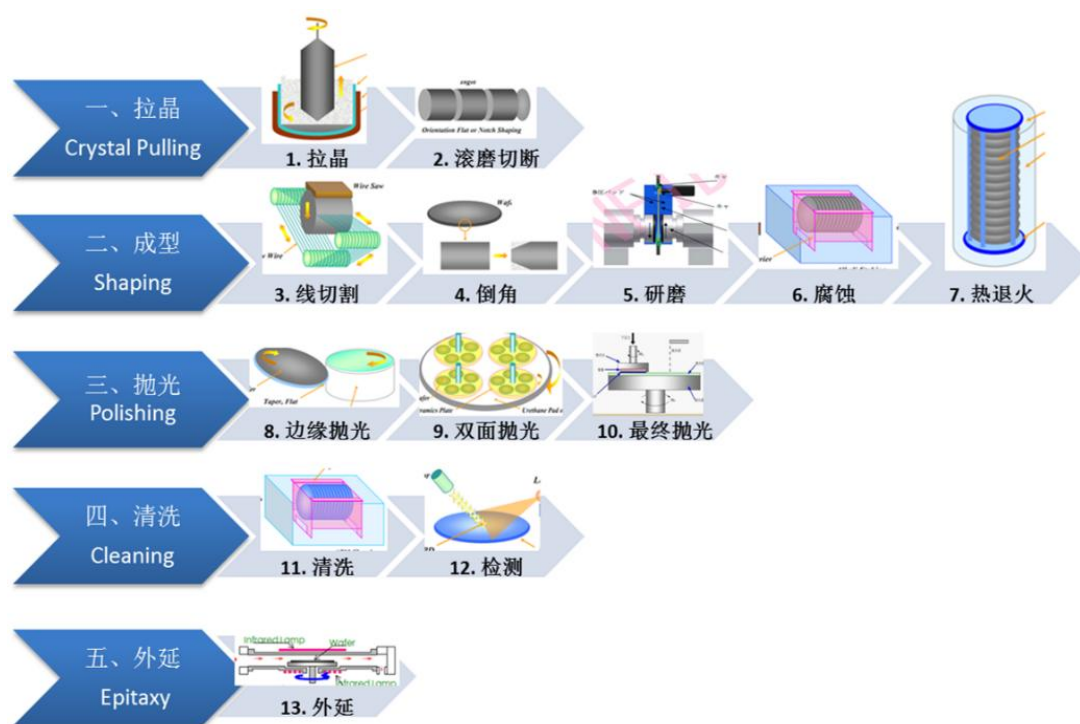 一、拉晶
Crystal Pulling
ingot
Orientation Flat or Notch Shaping
1. 拉晶
2. 滚磨切断
二、成型
Shaping
Wire Saw
Wire
3. 线切割
4. 倒角
5. 研磨
6. 腐蚀
7. 热退火
三、抛光
Polishing
Taper, Flat
Urethane Pad
8. 边缘抛光
9. 双面抛光
10. 最终抛光
四、清洗
Cleaning
11. 清洗
12. 检测
五、外延
Epitaxy
Infrared Lamp
Wafer
Infrared Lamp
13. 外延